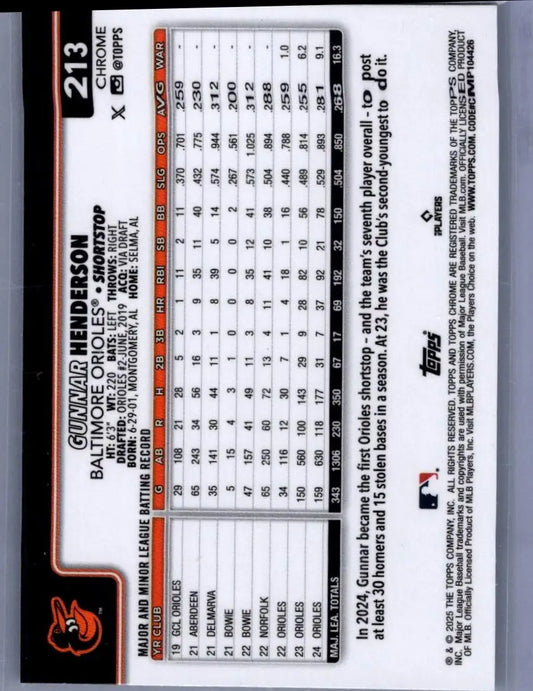 213
CHROME
X @TOPPS
GUNNAR HENDERSON
BALTIMORE ORIOLES® • SHORTSTOP
HT: 6'3" WT: 220 BATS: LEFT THROWS: RIGHT
DRAFTED: ORIOLES #2-JUNE, 2019 ACQ: VIA DRAFT
BORN: 6-29-01, MONTGOMERY, AL HOME: SELMA, AL
MAJOR AND MINOR LEAGUE BATTING RECORD
YR CLUB G AB R H 2B 3B HR RBI SB BB SLG OPS AVG WAR
19 GCL ORIOLES 29 108 21 28 5 2 1 11 2 11 .370 .701 .259 -
21 ABERDEEN 65 243 34 56 16 3 9 35 11 40 .432 .775 .230 -
21 DELMARVA 35 141 30 44 11 1 8 39 5 14 .574 .944 .312 -
21 BOWIE 5 15 4 3 1 0 0 0 0 2 .267 .561 .200 -
22 BOWIE 47 157 41 49 11 3 8 35 12 41 .573 1.025 .312 -
22 NORFOLK 65 250 60 72 13 4 11 41 10 38 .504 .894 .288 -
22 ORIOLES 34 116 12 30 7 1 4 18 1 16 .440 .788 .259 1.0
23 ORIOLES 150 560 100 143 29 9 28 82 10 56 .489 .814 .255 6.2
24 ORIOLES 159 630 118 177 31 7 37 92 21 78 .529 .893 .281 9.1
MAJ. LEA. TOTALS 343 1306 230 350 67 17 69 192 32 150 .504 .850 .268 16.3
In 2024, Gunnar became the first Orioles shortstop – and the team's seventh player overall – to post
at least 30 homers and 15 stolen bases in a season. At 23, he was the Club's second-youngest to do it.
topps
PLAYERS
® & © 2025 THE TOPPS COMPANY, INC. ALL RIGHTS RESERVED. TOPPS AND TOPPS CHROME ARE REGISTERED TRADEMARKS OF THE TOPPS COMPANY,
INC. Major League Baseball trademarks and copyrights are used with permission of Major League Baseball. Visit MLB.com. OFFICIALLY LICENSED PRODUCT
OF MLB Players, Inc. Visit MLBPLAYERS.com, the Players Choice on the web. WWW.TOPPS.COM. CODE#CMP104426